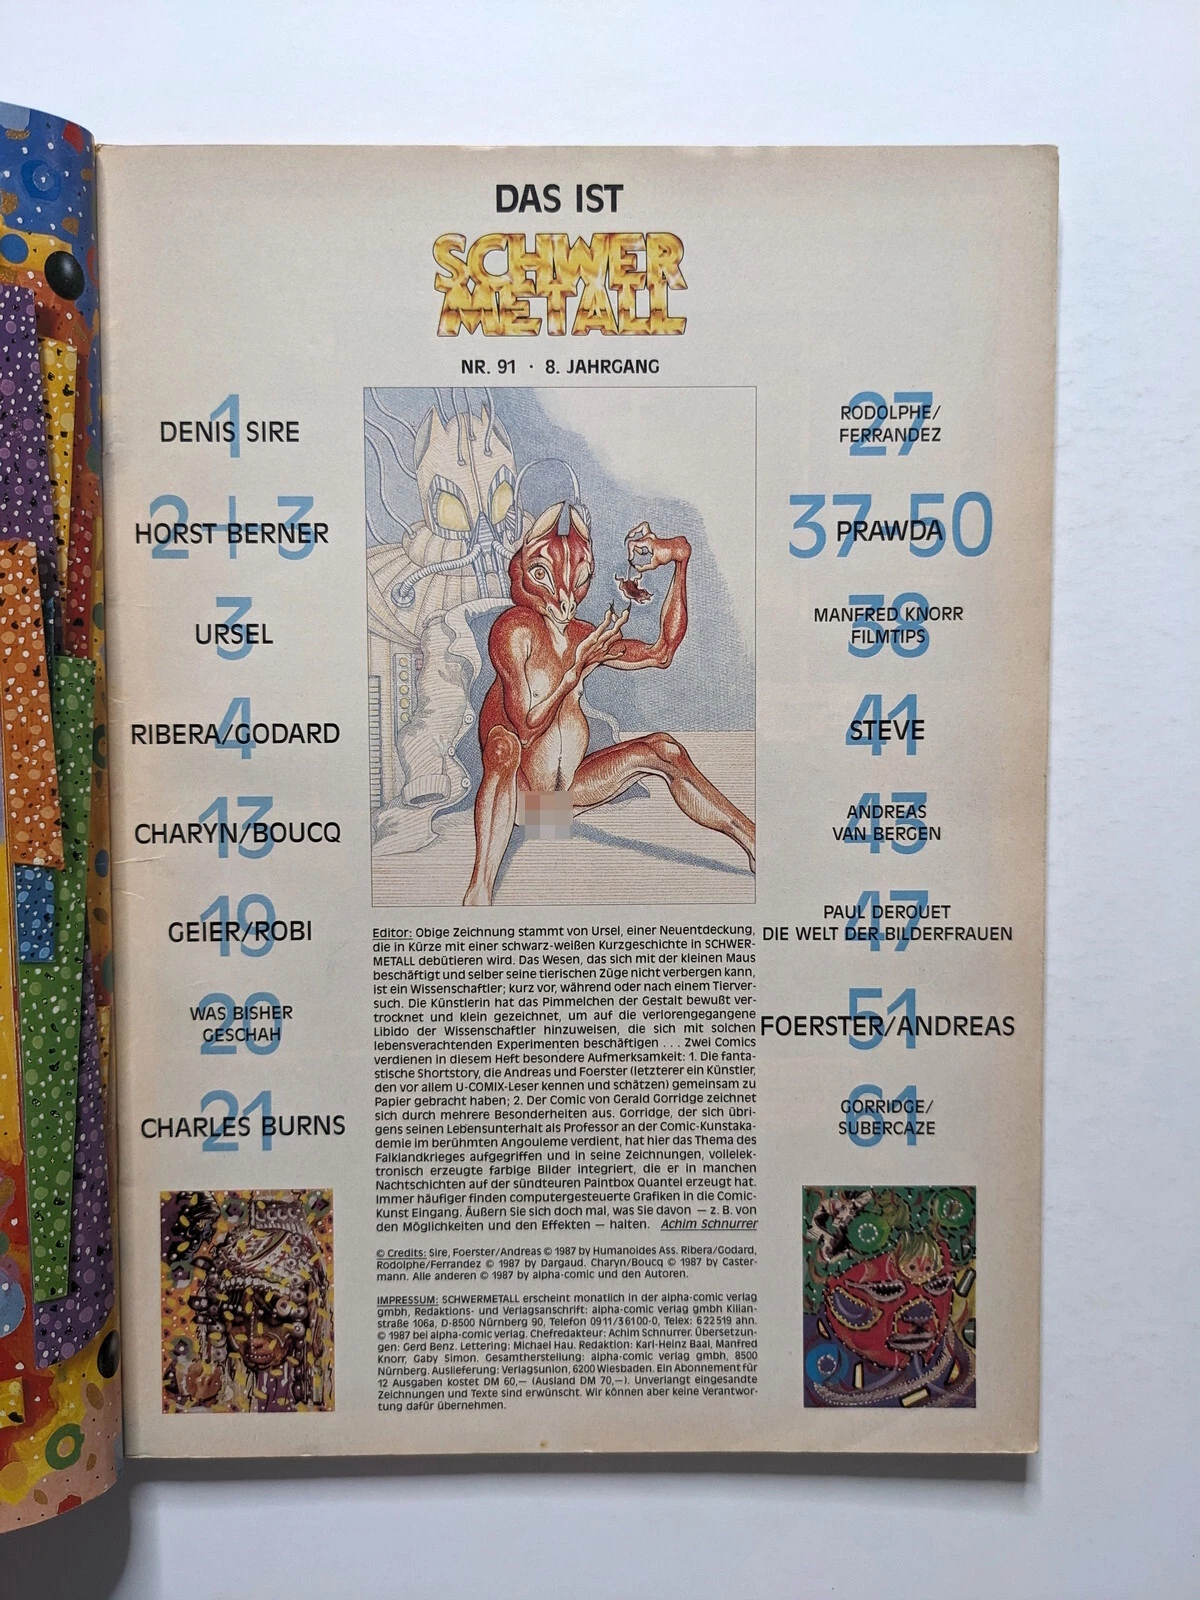 DAS IST
SCHWER
METALL
NR. 91 · 8. JAHRGANG
1
DENIS SIRE
2+3
HORST BERNER
3
URSEL
4
RIBERA/GODARD
13
CHARYN/BOUCQ
19
GEIER/ROBI
20
WAS BISHER
GESCHAH
21
CHARLES BURNS
27
RODOLPHE/
FERRANDEZ
37-50
PRAWDA
38
MANFRED KNORR
FILMTIPS
41
STEVE
43
ANDREAS
VAN BERGEN
47
PAUL DEROUET
DIE WELT DER BILDERFRAUEN
51
FOERSTER/ANDREAS
61
GORRIDGE/
SUBERCAZE
Editor: Obige Zeichnung stammt von Ursel, einer Neuentdeckung,
die in Kürze mit einer schwarz-weißen Kurzgeschichte in SCHWER-
METALL debütieren wird. Das Wesen, das sich mit der kleinen Maus
beschäftigt und selber seine tierischen Züge nicht verbergen kann,
ist ein Wissenschaftler; kurz vor, während oder nach einem Tierver-
such. Die Künstlerin hat das Pimmelchen der Gestalt bewußt ver-
trocknet und klein gezeichnet, um auf die verlorengegangene
Libido der Wissenschaftler hinzuweisen, die sich mit solchen
lebensverachtenden Experimenten beschäftigen . . . Zwei Comics
verdienen in diesem Heft besondere Aufmerksamkeit: 1. Die fanta-
stische Shortstory, die Andreas und Foerster (letzterer ein Künstler,
den vor allem U-COMIX-Leser kennen und schätzen) gemeinsam zu
Papier gebracht haben; 2. Der Comic von Gerald Gorridge zeichnet
sich durch mehrere Besonderheiten aus. Gorridge, der sich übri-
gens seinen Lebensunterhalt als Professor an der Comic-Kunstaka-
demie im berühmten Angouleme verdient, hat hier das Thema des
Falklandkrieges aufgegriffen und in seine Zeichnungen, vollelek-
tronisch erzeugte farbige Bilder integriert, die er in manchen
Nachtschichten auf der sündteuren Paintbox Quantel erzeugt hat.
Immer häufiger finden computergesteuerte Grafiken in die Comic-
Kunst Eingang. Äußern Sie sich doch mal, was Sie davon — z. B. von
den Möglichkeiten und den Effekten — halten. Achim Schnurrer
© Credits: Sire, Foerster/Andreas © 1987 by Humanoides Ass. Ribera/Godard,
Rodolphe/Ferrandez © 1987 by Dargaud. Charyn/Boucq © 1987 by Caster-
mann. Alle anderen © 1987 by alpha-comic und den Autoren.
IMPRESSUM: SCHWERMETALL erscheint monatlich in der alpha-comic verlag
gmbh, Redaktions- und Verlagsanschrift: alpha-comic verlag gmbh Kilian-
straße 106a, D-8500 Nürnberg 90, Telefon 0911/36100-0, Telex: 622519 ahn.
© 1987 bei alpha-comic verlag. Chefredakteur: Achim Schnurrer. Übersetzun-
gen: Gerd Benz. Lettering: Michael Hau. Redaktion: Karl-Heinz Baal, Manfred
Knorr, Gaby Simon. Gesamtherstellung: alpha-comic verlag gmbh, 8500
Nürnberg. Auslieferung: Verlagsunion, 6200 Wiesbaden. Ein Abonnement für
12 Ausgaben kostet DM 60,— (Ausland DM 70,—). Unverlangt eingesandte
Zeichnungen und Texte sind erwünscht. Wir können aber keine Verantwor-
tung dafür übernehmen.